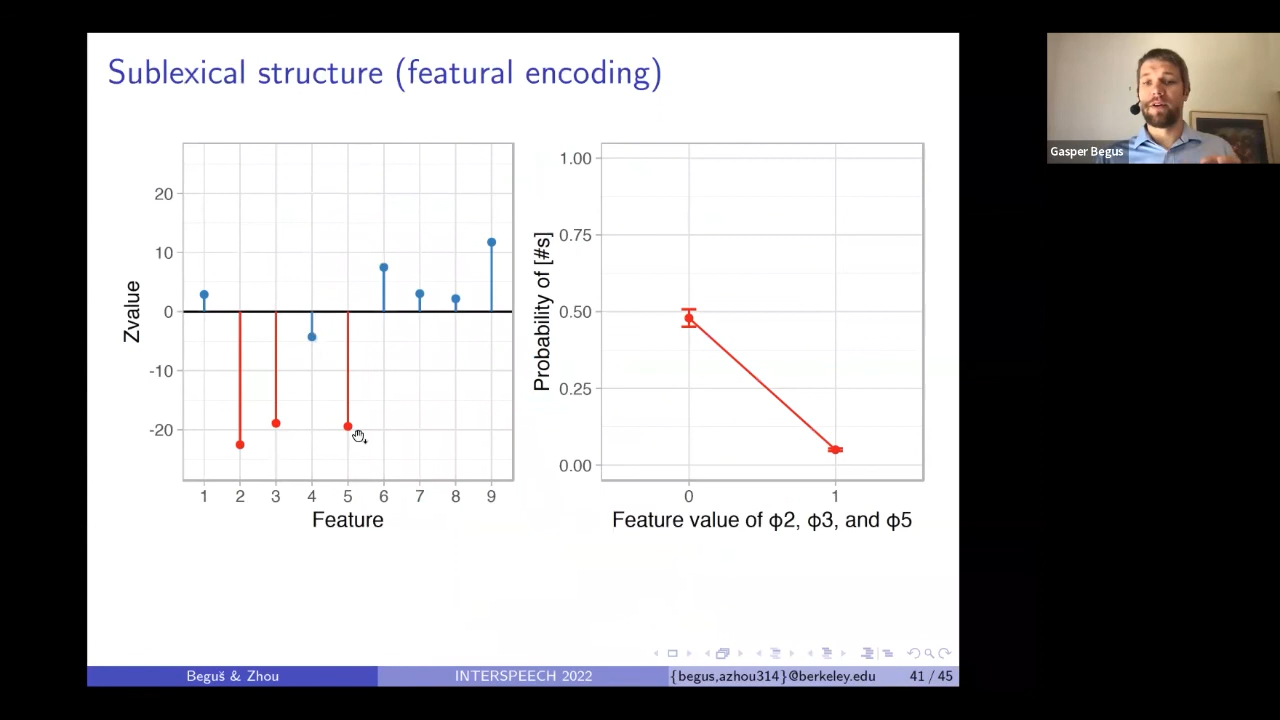 Sublexical structure (featural encoding)
Zvalue
20
10
0
-10
-20
1 2 3 4 5 6 7 8 9
Feature
Probability of [#s]
1.00
0.75
0.50
0.25
0.00
0 1
Feature value of φ2, φ3, and φ5
Beguš & Zhou INTERSPEECH 2022 {begus,azhou314}@berkeley.edu 41 / 45
Gasper Begus